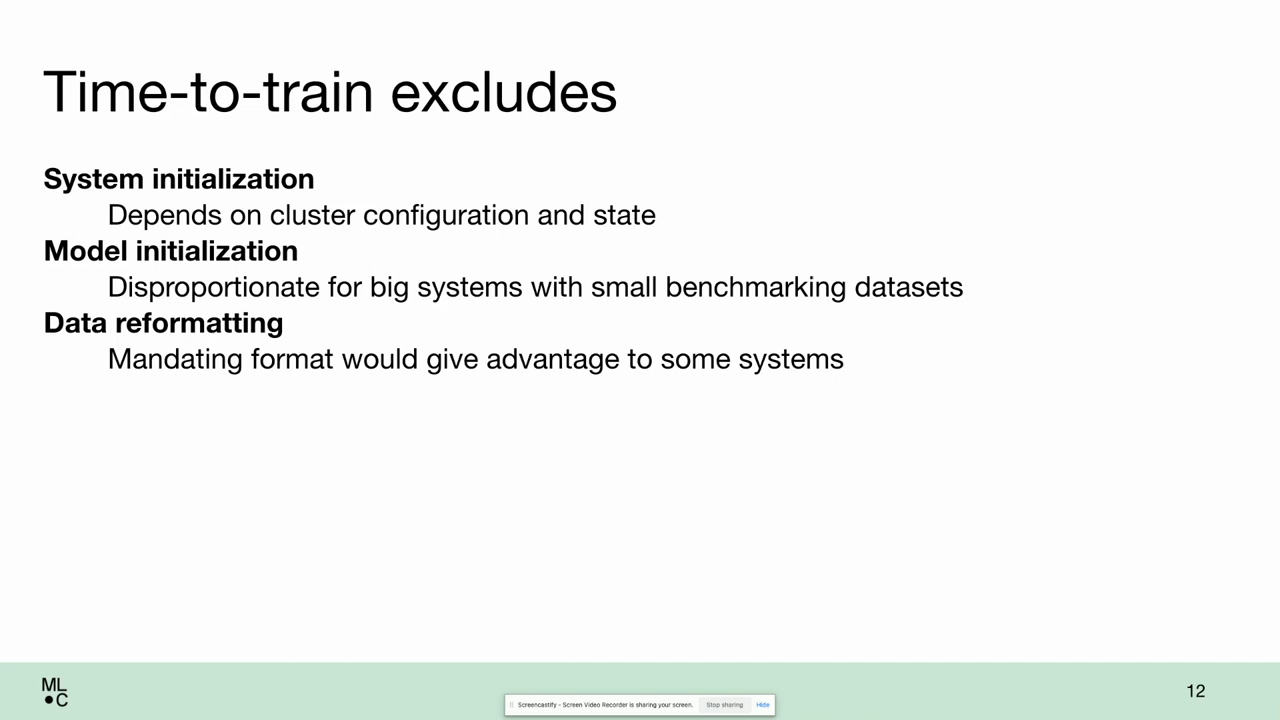 Time-to-train excludes
System initialization
Depends on cluster configuration and state
Model initialization
Disproportionate for big systems with small benchmarking datasets
Data reformatting
Mandating format would give advantage to some systems
ML
C
Screencastify - Screen Video Recorder is sharing your screen. Stop sharing Hide
12